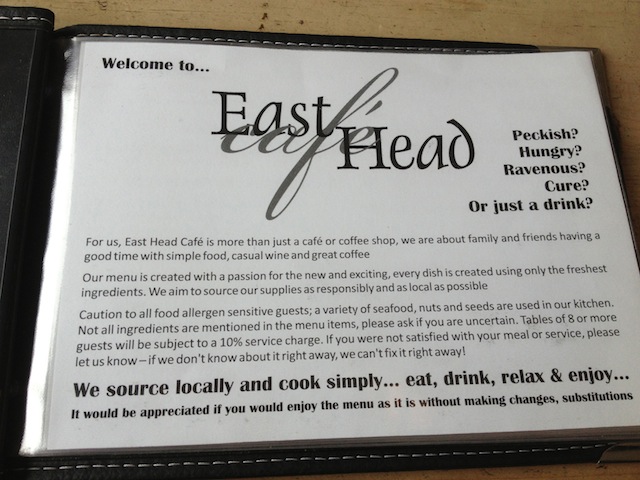 Welcome to...
East Head
café
Peckish?
Hungry?
Ravenous?
Cure?
Or just a drink?
For us, East Head Café is more than just a café or coffee shop, we are about family and friends having a
good time with simple food, casual wine and great coffee
Our menu is created with a passion for the new and exciting, every dish is created using only the freshest
ingredients. We aim to source our supplies as responsibly and as local as possible
Caution to all food allergen sensitive guests; a variety of seafood, nuts and seeds are used in our kitchen.
Not all ingredients are mentioned in the menu items, please ask if you are uncertain. Tables of 8 or more
guests will be subject to a 10% service charge. If you were not satisfied with your meal or service, please
let us know – if we don't know about it right away, we can't fix it right away!
We source locally and cook simply... eat, drink, relax & enjoy...
It would be appreciated if you would enjoy the menu as it is without making changes, substitutions